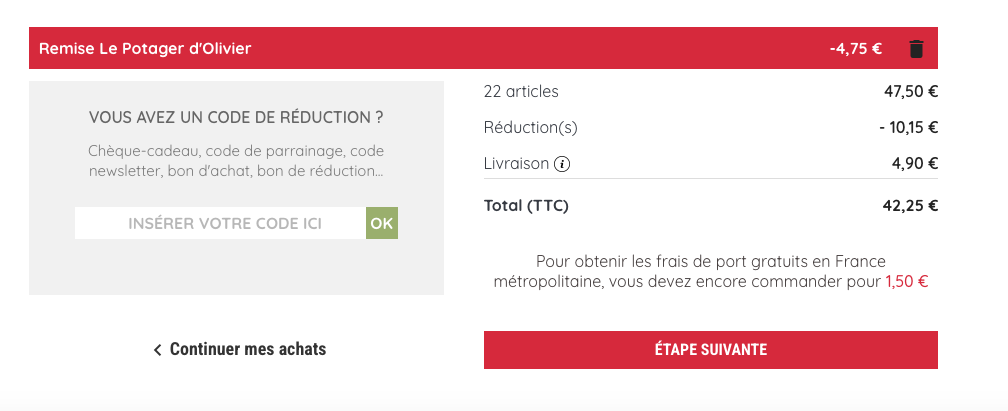 Remise Le Potager d'Olivier -4,75 €
VOUS AVEZ UN CODE DE RÉDUCTION ?
Chèque-cadeau, code de parrainage, code
newsletter, bon d'achat, bon de réduction...
INSÉRER VOTRE CODE ICI OK
22 articles 47,50 €
Réduction(s) - 10,15 €
Livraison i 4,90 €
Total (TTC) 42,25 €
Pour obtenir les frais de port gratuits en France
métropolitaine, vous devez encore commander pour 1,50 €
< Continuer mes achats
ÉTAPE SUIVANTE